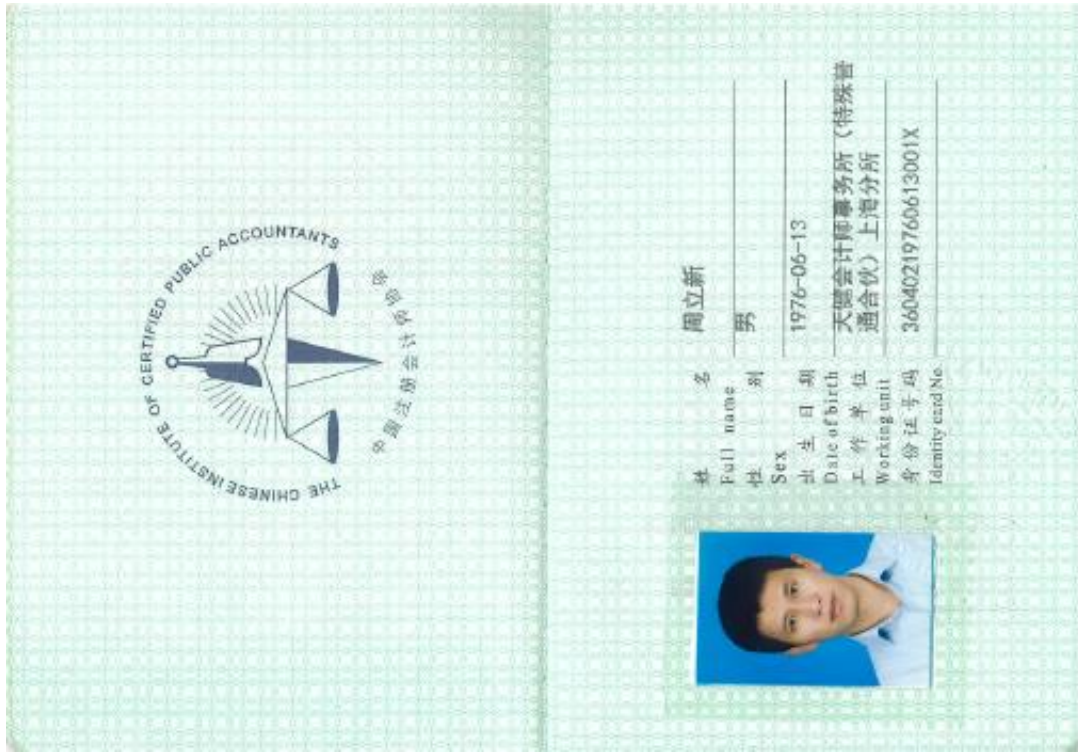 THE CHINESE INSTITUTE OF CERTIFIED PUBLIC ACCOUNTANTS
中国注册会计师协会
姓 名 周立新
Full name
性 别 男
Sex
出 生 日 期 1976-06-13
Date of birth
工 作 单 位 天健会计师事务所（特殊普
Working unit 通合伙）上海分所
身 份 证 号 码 36040219760613001X
Identity card No.